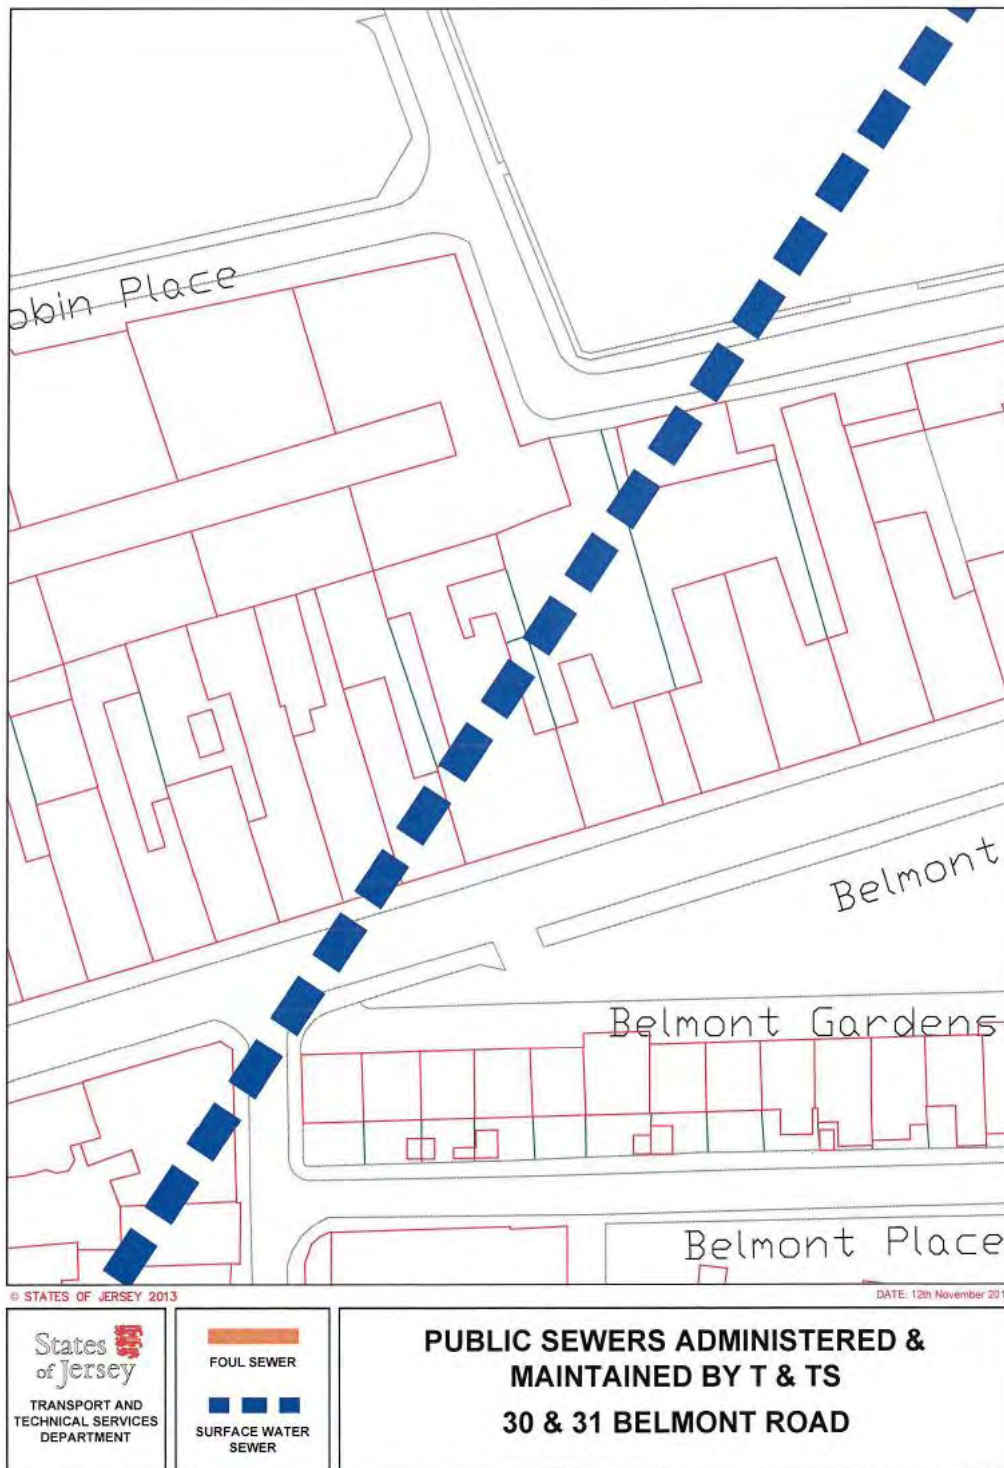 obin Place
Belmont
Belmont Gardens
Belmont Place
© STATES OF JERSEY 2013
DATE: 12th November 201
States
of Jersey
TRANSPORT AND
TECHNICAL SERVICES
DEPARTMENT
FOUL SEWER
SURFACE WATER
SEWER
PUBLIC SEWERS ADMINISTERED &
MAINTAINED BY T & TS
30 & 31 BELMONT ROAD